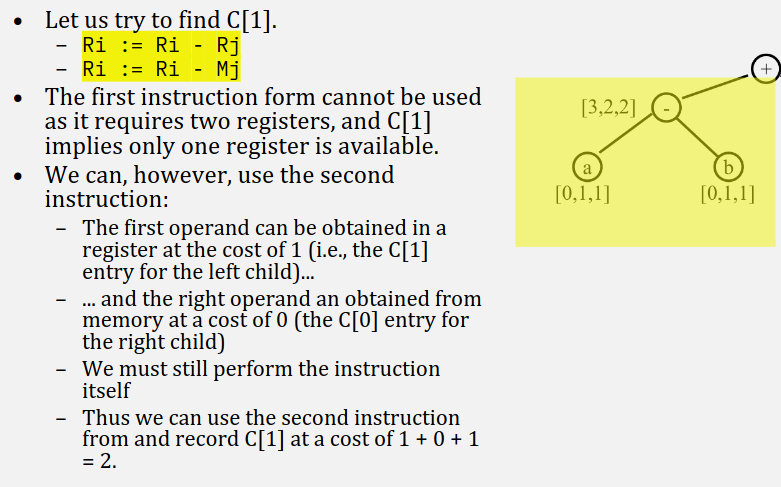 • Let us try to find C[1].
– Ri := Ri - Rj
– Ri := Ri - Mj
• The first instruction form cannot be used
as it requires two registers, and C[1]
implies only one register is available.
• We can, however, use the second
instruction:
– The first operand can be obtained in a
register at the cost of 1 (i.e., the C[1]
entry for the left child)...
– ... and the right operand an obtained from
memory at a cost of 0 (the C[0] entry for
the right child)
– We must still perform the instruction
itself
– Thus we can use the second instruction
from and record C[1] at a cost of 1 + 0 + 1
= 2.
+
[3,2,2] -
a b
[0,1,1] [0,1,1]